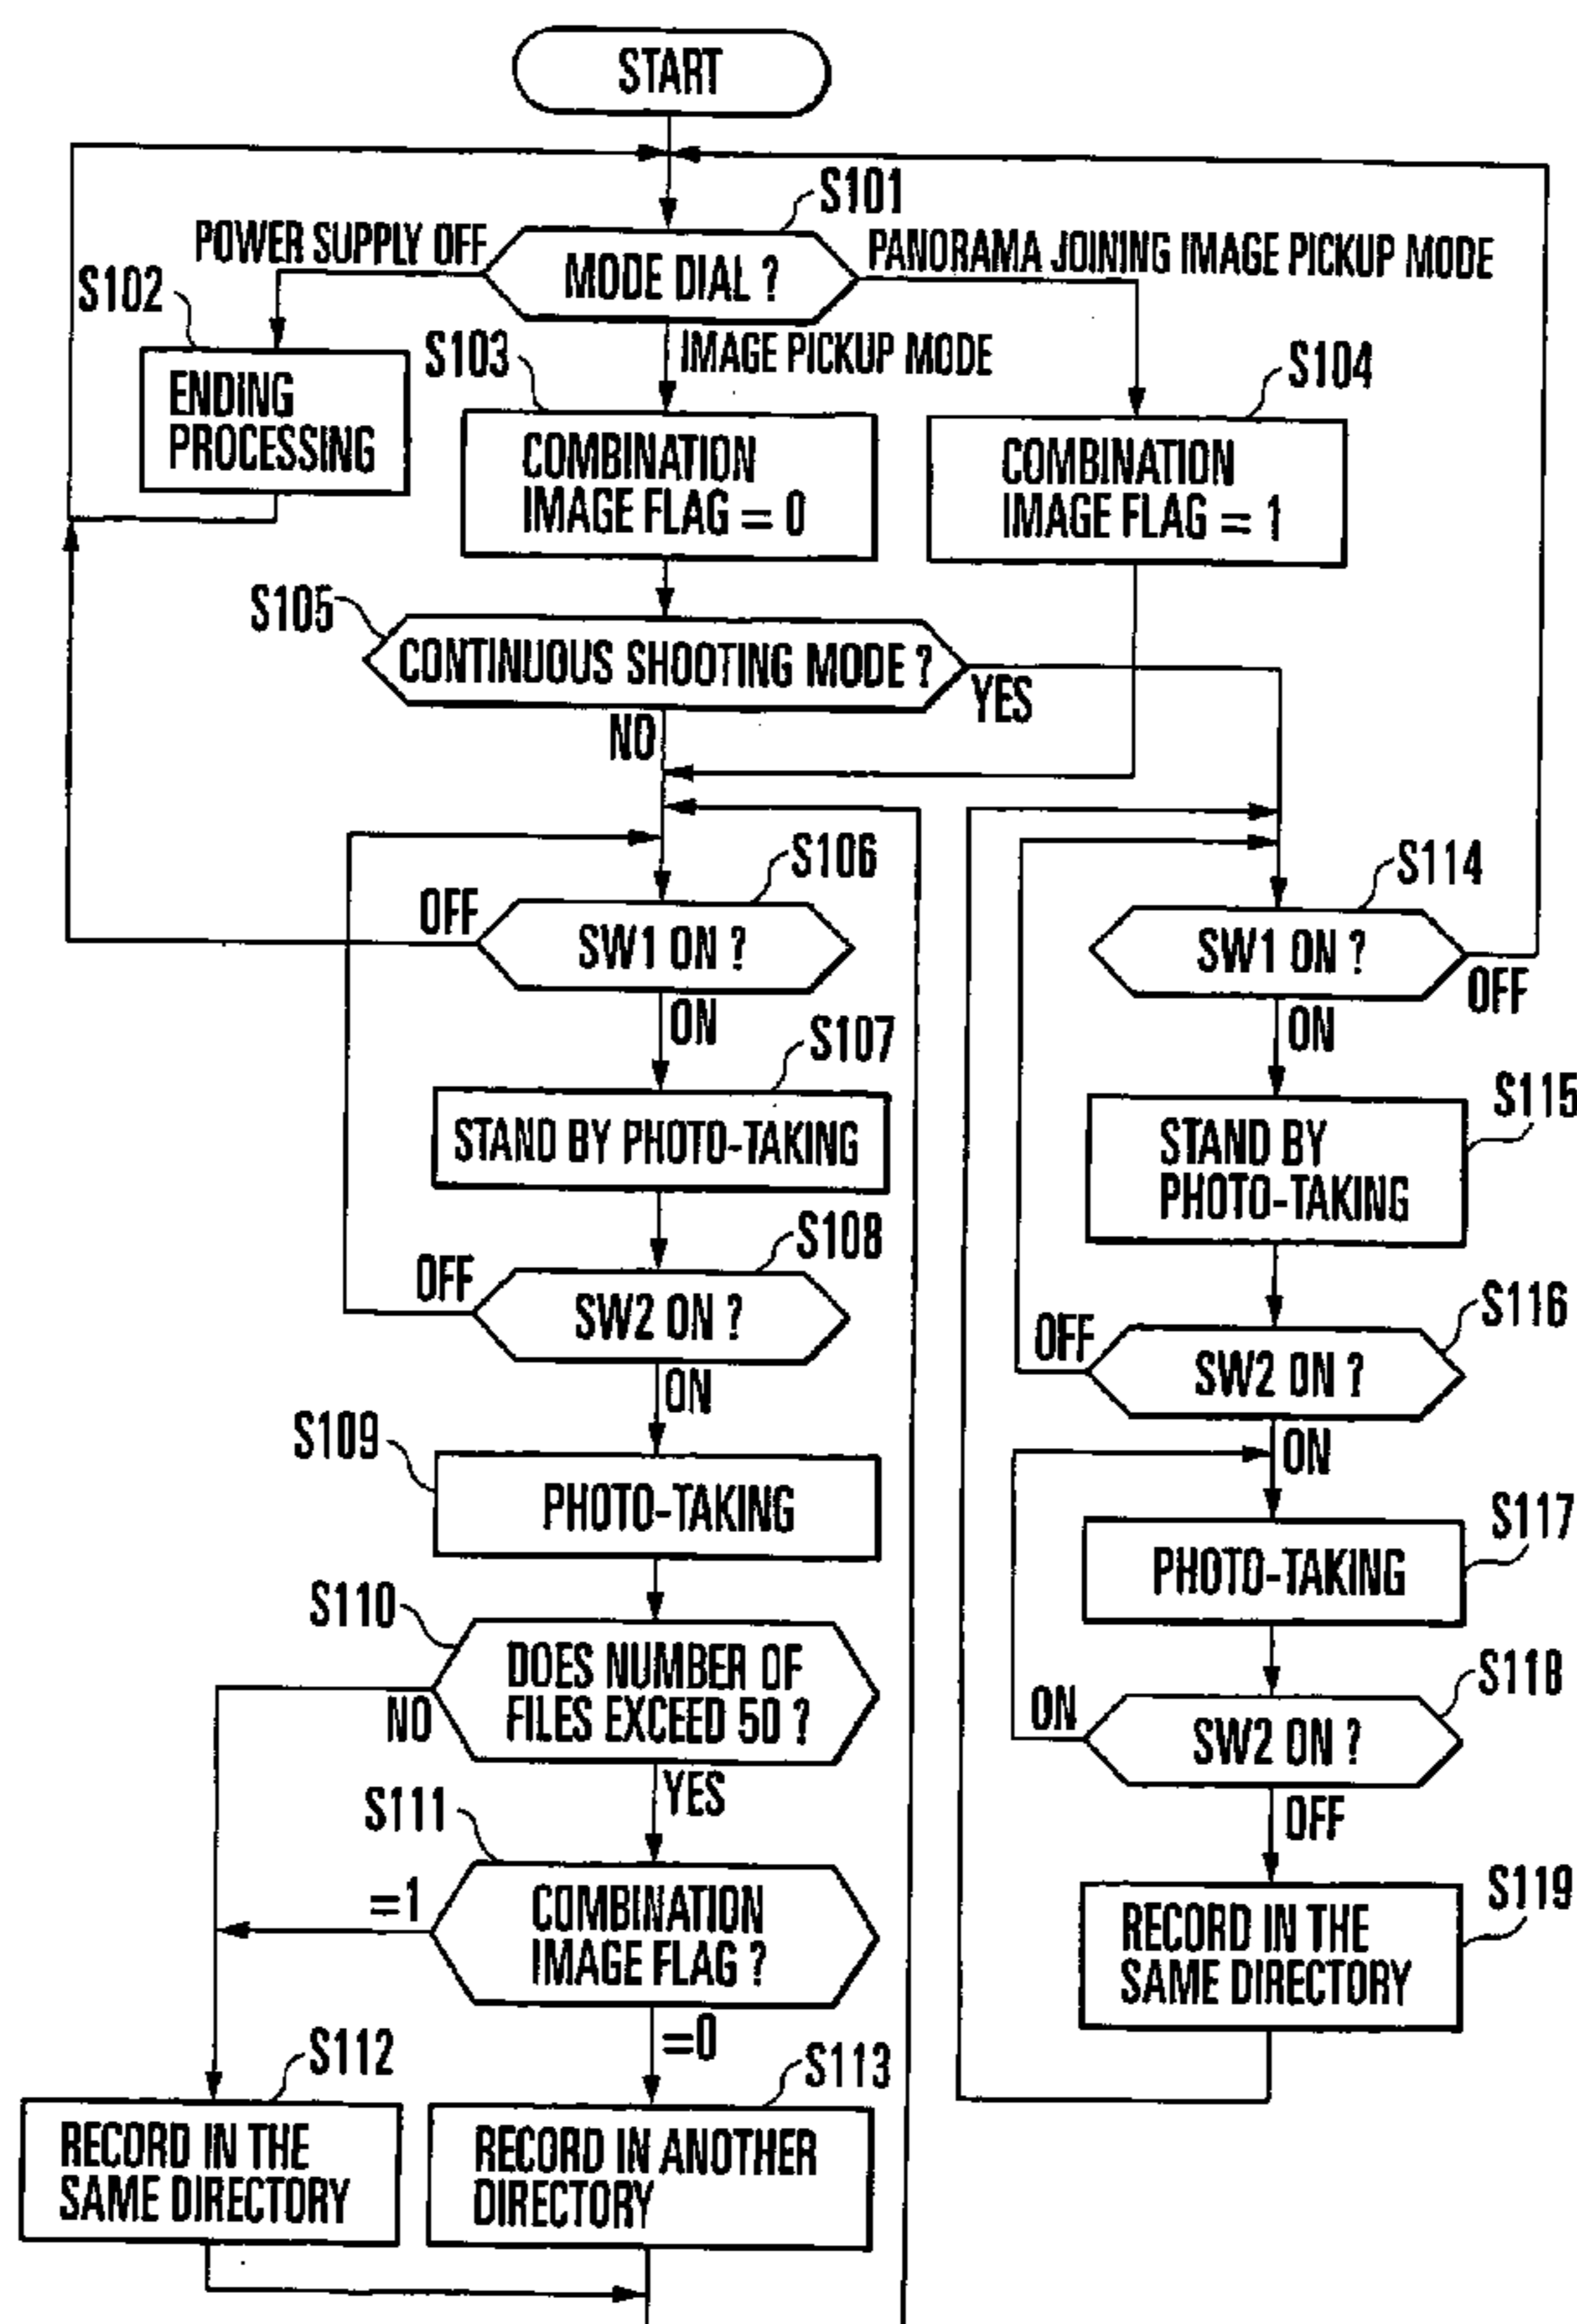 START
S101
POWER SUPPLY OFF
MODE DIAL ?
PANORAMA JOINING IMAGE PICKUP MODE
S102
ENDING
PROCESSING
S103
IMAGE PICKUP MODE
COMBINATION
IMAGE FLAG = 0
S104
COMBINATION
IMAGE FLAG = 1
S105
CONTINUOUS SHOOTING MODE ?
YES
NO
S106
OFF
SW1 ON ?
ON
S107
STAND BY PHOTO-TAKING
S108
OFF
SW2 ON ?
ON
S109
PHOTO-TAKING
S110
DOES NUMBER OF
FILES EXCEED 50 ?
NO
YES
S111
=1
COMBINATION
IMAGE FLAG ?
=0
S112
RECORD IN THE
SAME DIRECTORY
S113
RECORD IN ANOTHER
DIRECTORY
S114
SW1 ON ?
OFF
ON
S115
STAND BY
PHOTO-TAKING
S116
OFF
SW2 ON ?
ON
S117
PHOTO-TAKING
S118
ON
SW2 ON ?
OFF
S119
RECORD IN THE
SAME DIRECTORY